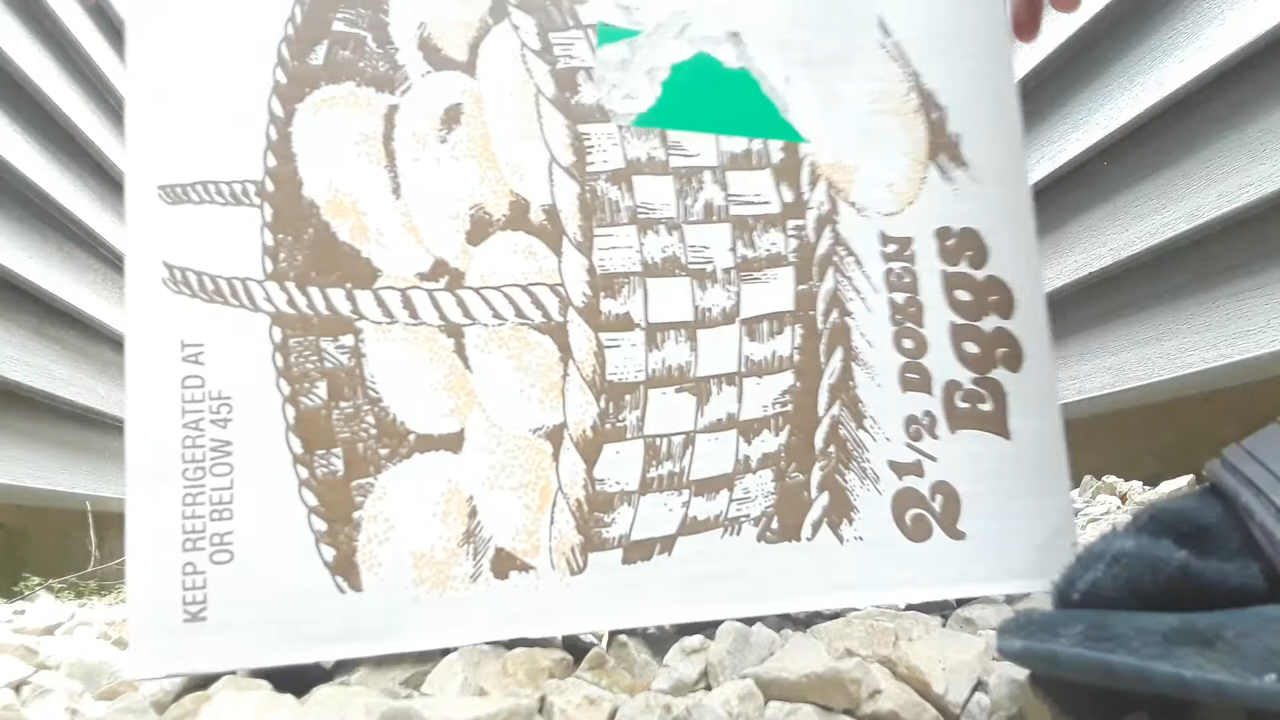 KEEP REFRIGERATED AT
OR BELOW 45F
2 1/2 DOZEN
Eggs